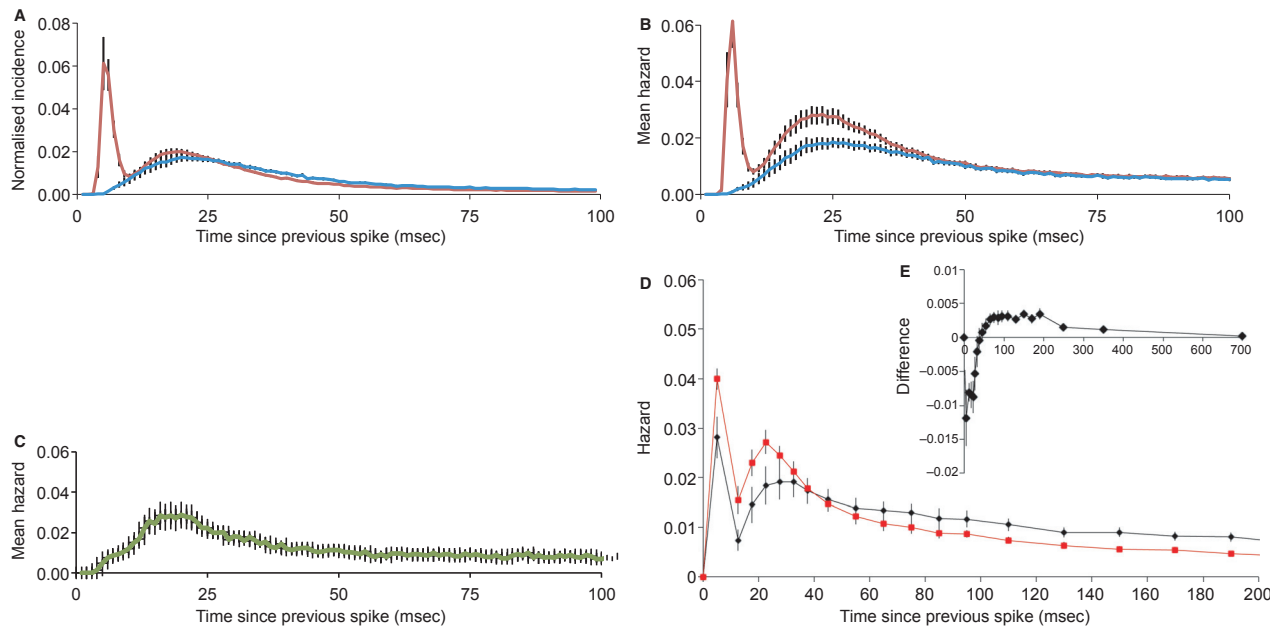 A
Normalised incidence
0.08
0.06
0.04
0.02
0.00
0 25 50 75 100
Time since previous spike (msec)
B
Mean hazard
0.06
0.04
0.02
0.00
0 25 50 75 100
Time since previous spike (msec)
C
Mean hazard
0.06
0.04
0.02
0.00
0 25 50 75 100
Time since previous spike (msec)
D
Hazard
0.06
0.05
0.04
0.03
0.02
0.01
0
0 20 40 60 80 100 120 140 160 180 200
Time since previous spike (msec)
E
Difference
0.01
0.005
0
−0.005
−0.01
−0.015
−0.02
0 100 200 300 400 500 600 700